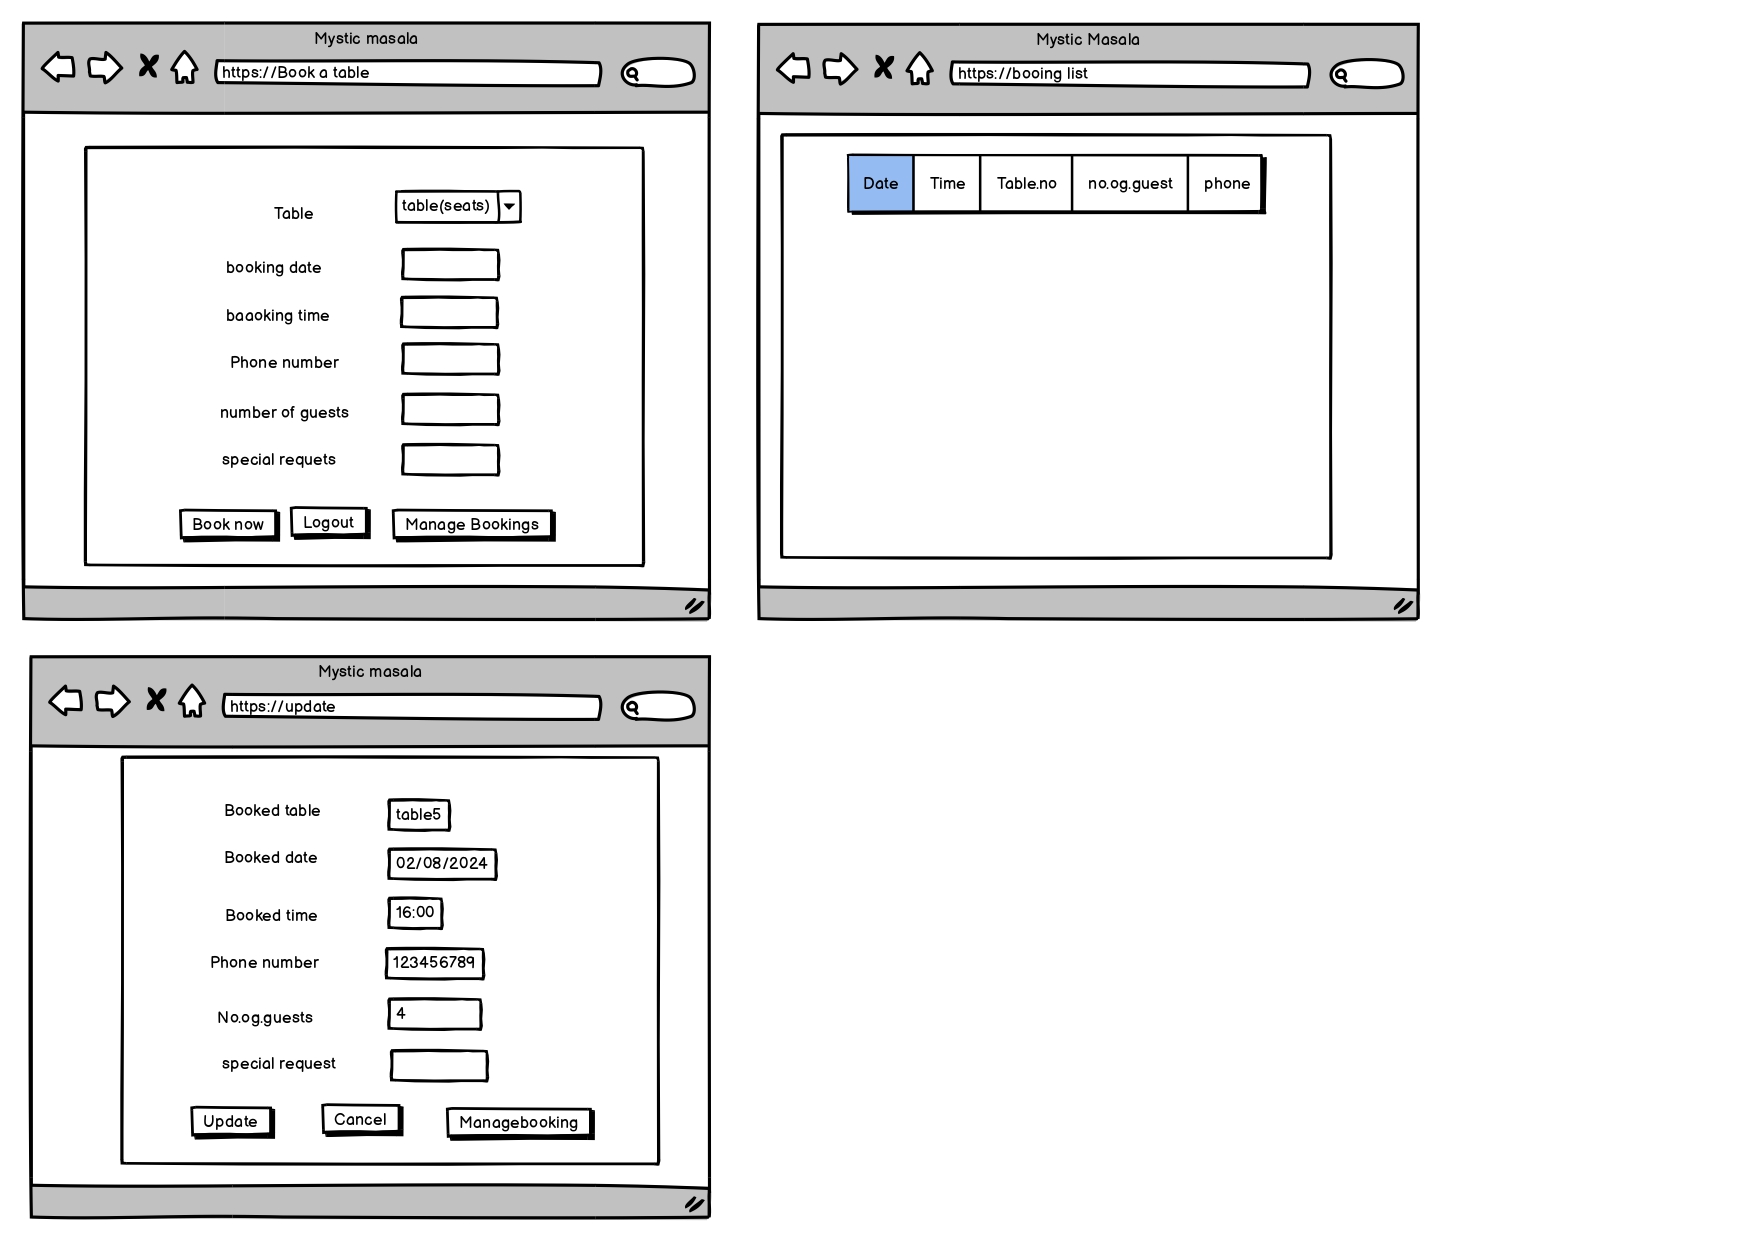 Mystic masala
https://Book a table
Table
table(seats)
booking date
baaoking time
Phone number
number of guests
special requets
Book now
Logout
Manage Bookings
Mystic Masala
https://booing list
Date Time Table.no no.og.guest phone
Mystic masala
https://update
Booked table
table5
Booked date
02/08/2024
Booked time
16:00
Phone number
123456789
No.og.guests
4
special request
Update
Cancel
Managebooking